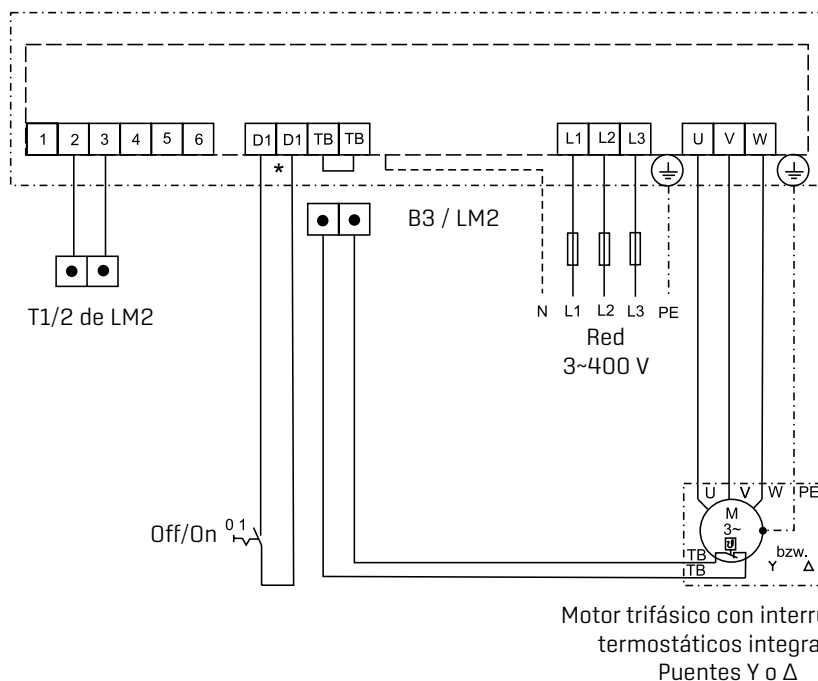 1 2 3 4 5 6 D1 D1 TB TB L1 L2 L3 U V W
*
B3 / LM2
T1/2 de LM2
N L1 L2 L3 PE
Red
3~400 V
U V W PE
M
3~
Off/On 0 1
TB
TB
bzw.
Y Δ
Motor trifásico con interru
termostáticos integra
Puentes Y o Δ